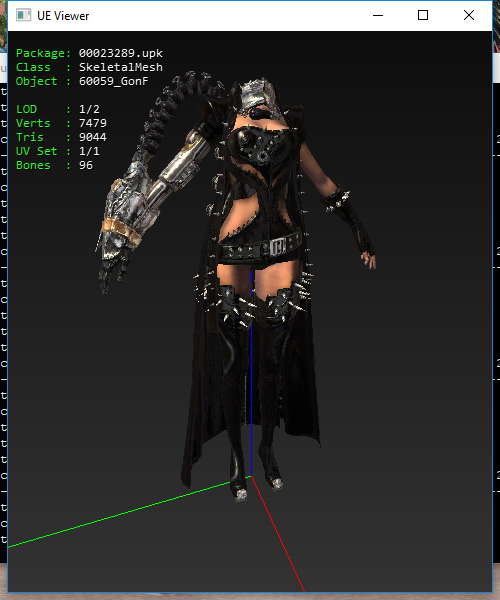 UE Viewer
Package: 00023289.upk
Class : SkeletalMesh
Object : 60059_GonF
LOD : 1/2
Verts : 7479
Tris : 9044
UV Set : 1/1
Bones : 96